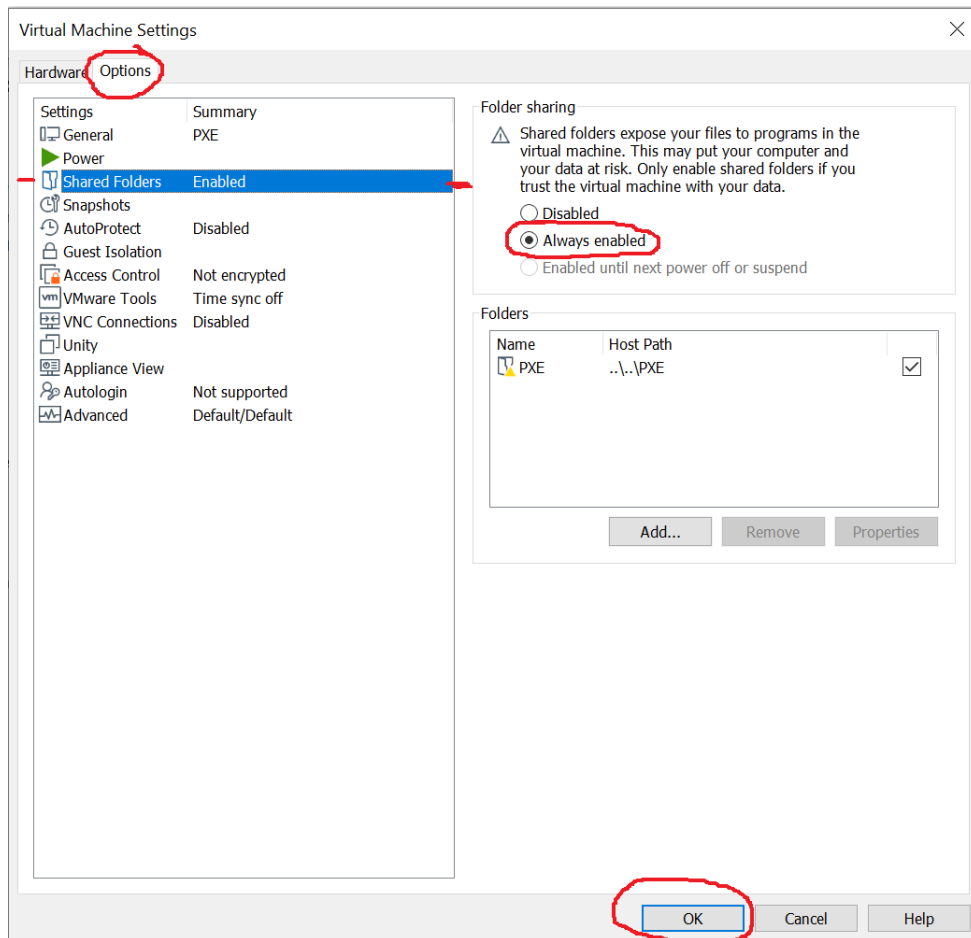 Virtual Machine Settings
Hardware Options
Settings Summary
General PXE
Power
Shared Folders Enabled
Snapshots
AutoProtect Disabled
Guest Isolation
Access Control Not encrypted
vm VMware Tools Time sync off
VNC Connections Disabled
Unity
Appliance View
Autologin Not supported
Advanced Default/Default
Folder sharing
Shared folders expose your files to programs in the
virtual machine. This may put your computer and
your data at risk. Only enable shared folders if you
trust the virtual machine with your data.
Disabled
Always enabled
Enabled until next power off or suspend
Folders
Name Host Path
PXE ..\..\PXE
Add... Remove Properties
OK Cancel Help